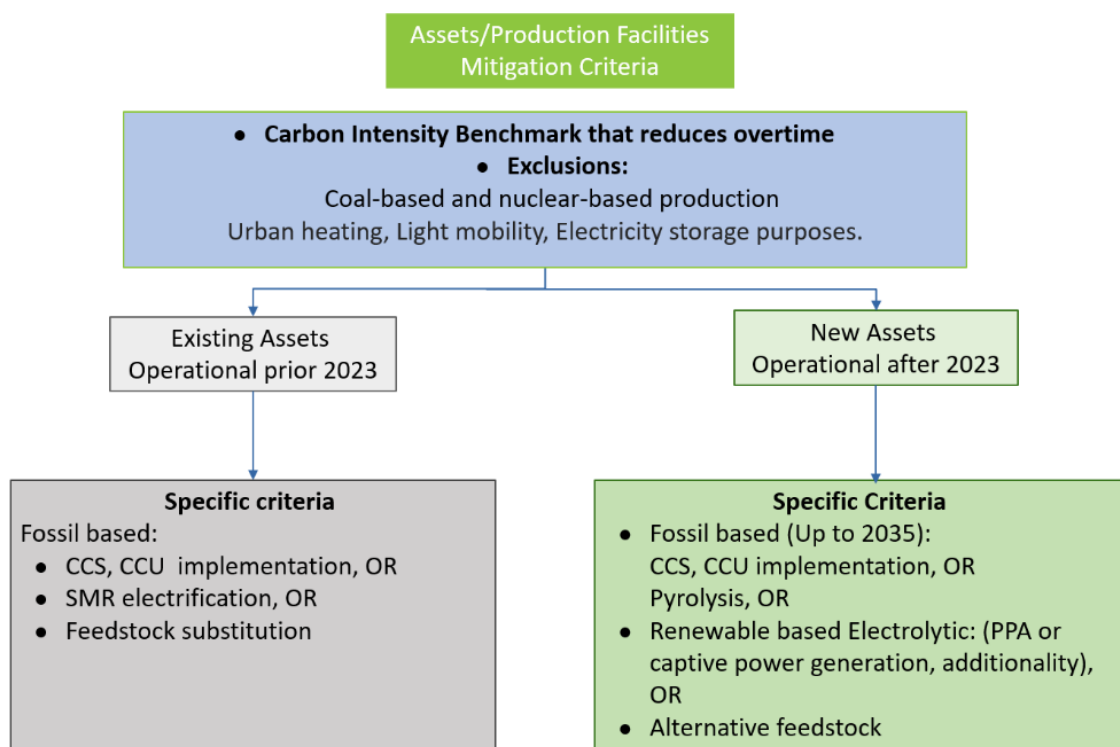 Assets/Production Facilities
Mitigation Criteria
● Carbon Intensity Benchmark that reduces overtime
● Exclusions:
Coal-based and nuclear-based production
Urban heating, Light mobility, Electricity storage purposes.
Existing Assets
Operational prior 2023
New Assets
Operational after 2023
Specific criteria
Fossil based:
● CCS, CCU implementation, OR
● SMR electrification, OR
● Feedstock substitution
Specific Criteria
● Fossil based (Up to 2035):
CCS, CCU implementation, OR
Pyrolysis, OR
● Renewable based Electrolytic: (PPA or
captive power generation, additionality),
OR
● Alternative feedstock